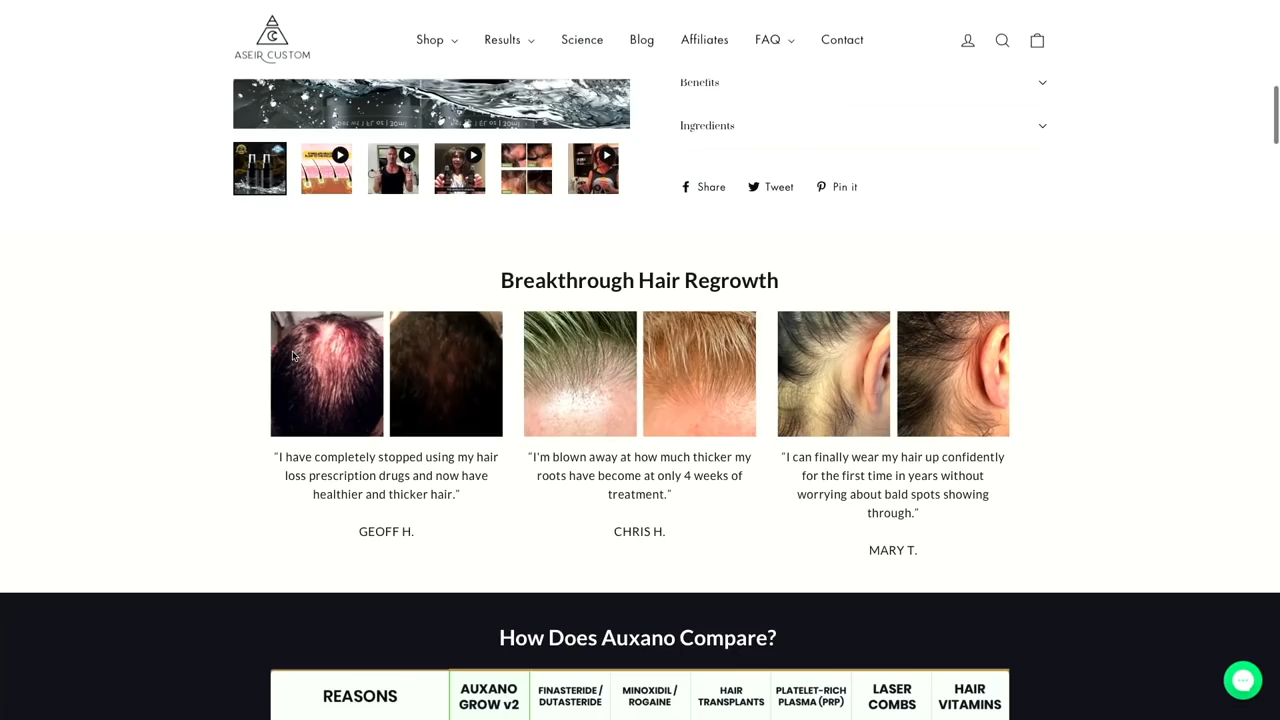 ASEIR CUSTOM
Shop Results Science Blog Affiliates FAQ Contact
Benefits
Ingredients
Share Tweet Pin it
Breakthrough Hair Regrowth
"I have completely stopped using my hair
loss prescription drugs and now have
healthier and thicker hair."
GEOFF H.
"I'm blown away at how much thicker my
roots have become at only 4 weeks of
treatment."
CHRIS H.
"I can finally wear my hair up confidently
for the first time in years without
worrying about bald spots showing
through."
MARY T.
How Does Auxano Compare?
REASONS
AUXANO
GROW v2
FINASTERIDE /
DUTASTERIDE
MINOXIDIL /
ROGAINE
HAIR
TRANSPLANTS
PLATELET-RICH
PLASMA (PRP)
LASER
COMBS
HAIR
VITAMINS